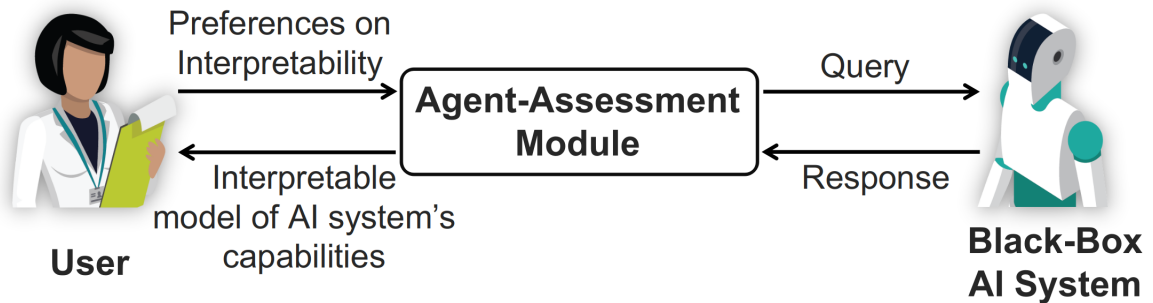 Preferences on
Interpretability
Agent-Assessment
Module
Query
Response
Interpretable
model of AI system's
capabilities
User
Black-Box
AI System